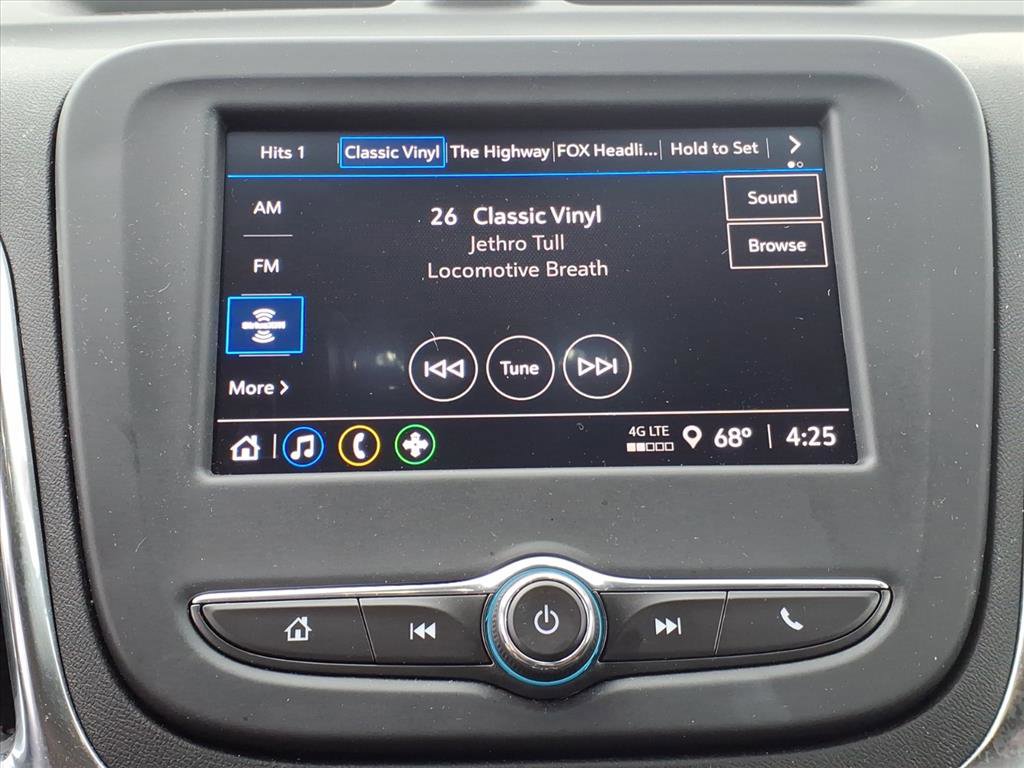 Hits 1 Classic Vinyl The Highway FOX Headli... Hold to Set
AM
26 Classic Vinyl
Sound
Jethro Tull
Browse
FM
Locomotive Breath
SiriusXM
Tune
More
4G LTE
68° 4:25